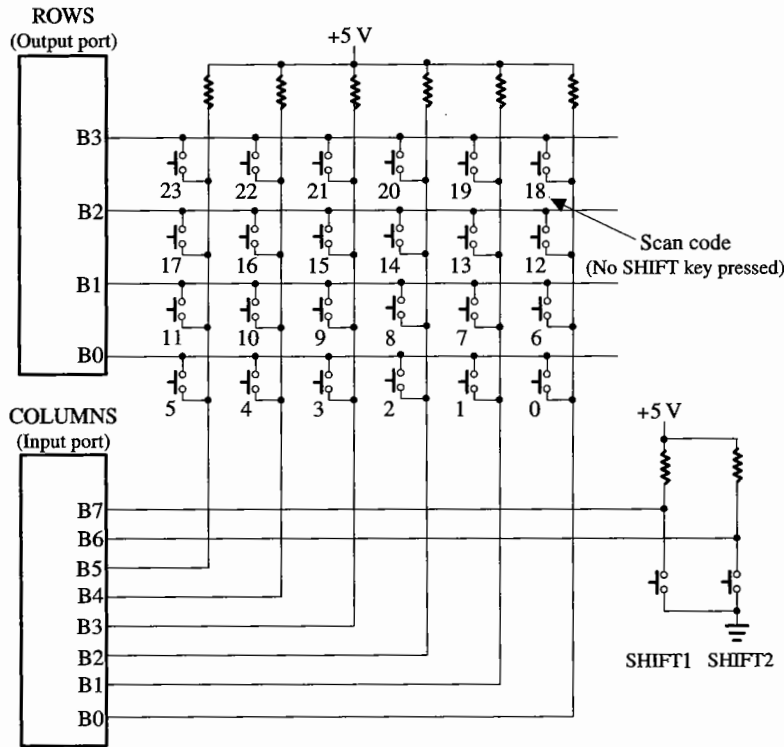 ROWS
(Output port)
+5 V
B3
23 22 21 20 19 18
B2
Scan code
(No SHIFT key pressed)
17 16 15 14 13 12
B1
11 10 9 8 7 6
B0
5 4 3 2 1 0
COLUMNS
(Input port)
+5 V
B7
B6
B5
B4
B3
B2
B1
B0
SHIFT1 SHIFT2